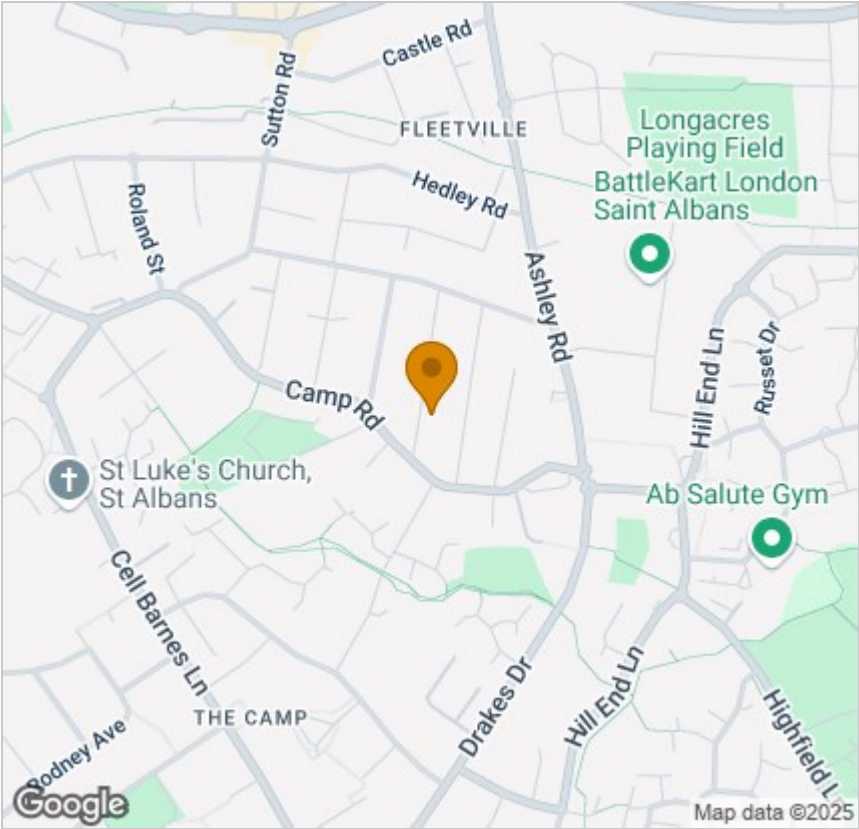 Castle Rd
Sutton Rd
FLEETVILLE
Longacres
Playing Field
BattleKart London
Saint Albans
Hedley Rd
Roland St
Ashley Rd
Hill End Ln
Russet Dr
Camp Rd
St Luke's Church,
St Albans
Ab Salute Gym
Cell Barnes Ln
Drakes Dr
Hill End Ln
Highfield L
THE CAMP
Rodney Ave
Google
Map data ©2025